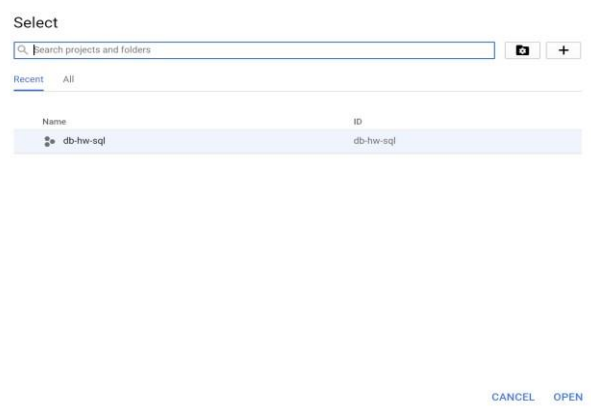 Select
Search projects and folders
Recent All
Name ID
db-hw-sql db-hw-sql
CANCEL OPEN